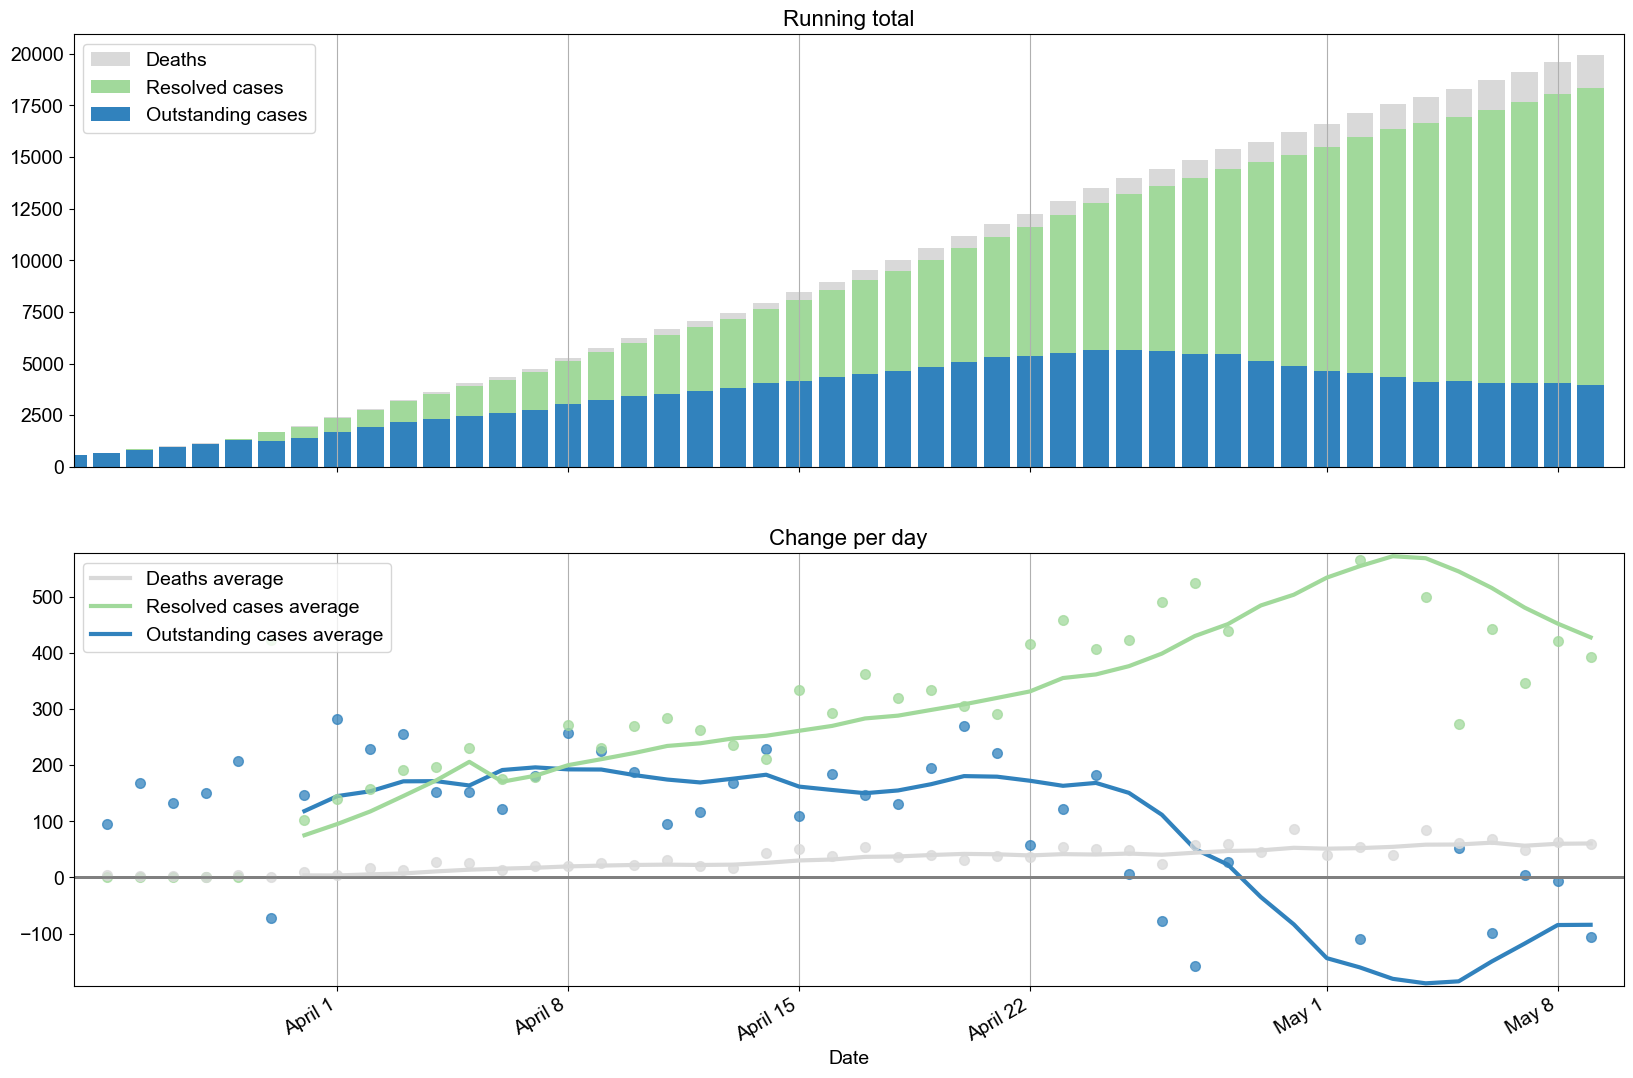 Running total
Deaths
Resolved cases
Outstanding cases
20000
17500
15000
12500
10000
7500
5000
2500
0
Change per day
Deaths average
Resolved cases average
Outstanding cases average
500
400
300
200
100
0
−100
April 1
April 8
April 15
April 22
May 1
May 8
Date